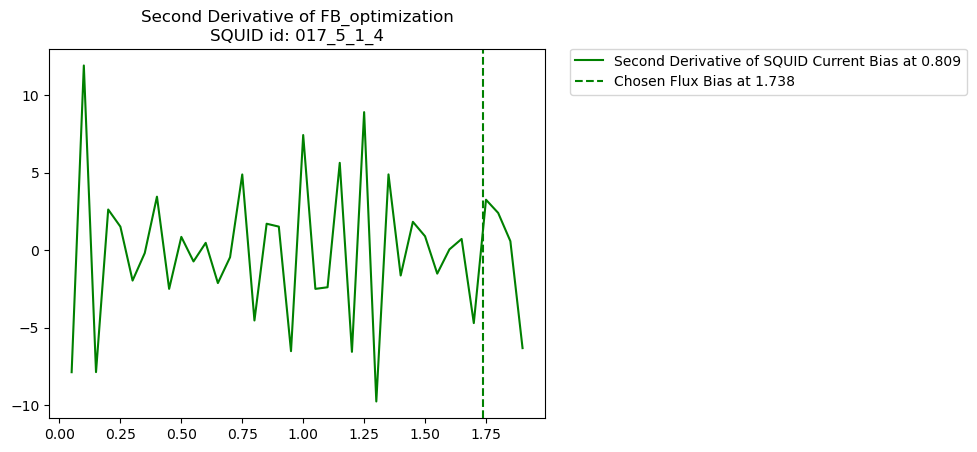 Second Derivative of FB_optimization
SQUID id: 017_5_1_4
Second Derivative of SQUID Current Bias at 0.809
Chosen Flux Bias at 1.738
10
5
0
−5
−10
0.00 0.25 0.50 0.75 1.00 1.25 1.50 1.75